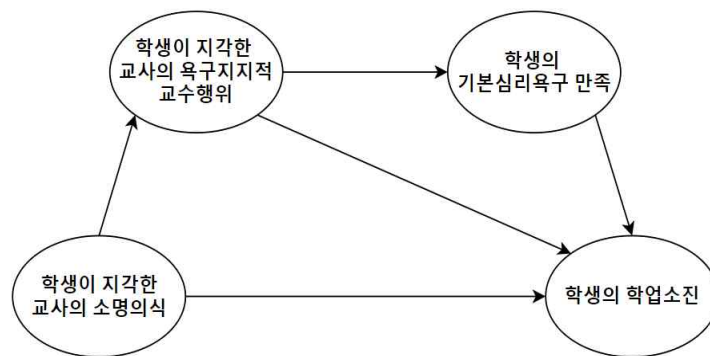 학생이 지각한
교사의 욕구지지적
교수행위
학생의
기본심리욕구 만족
학생이 지각한
교사의 소명의식
학생의 학업소진